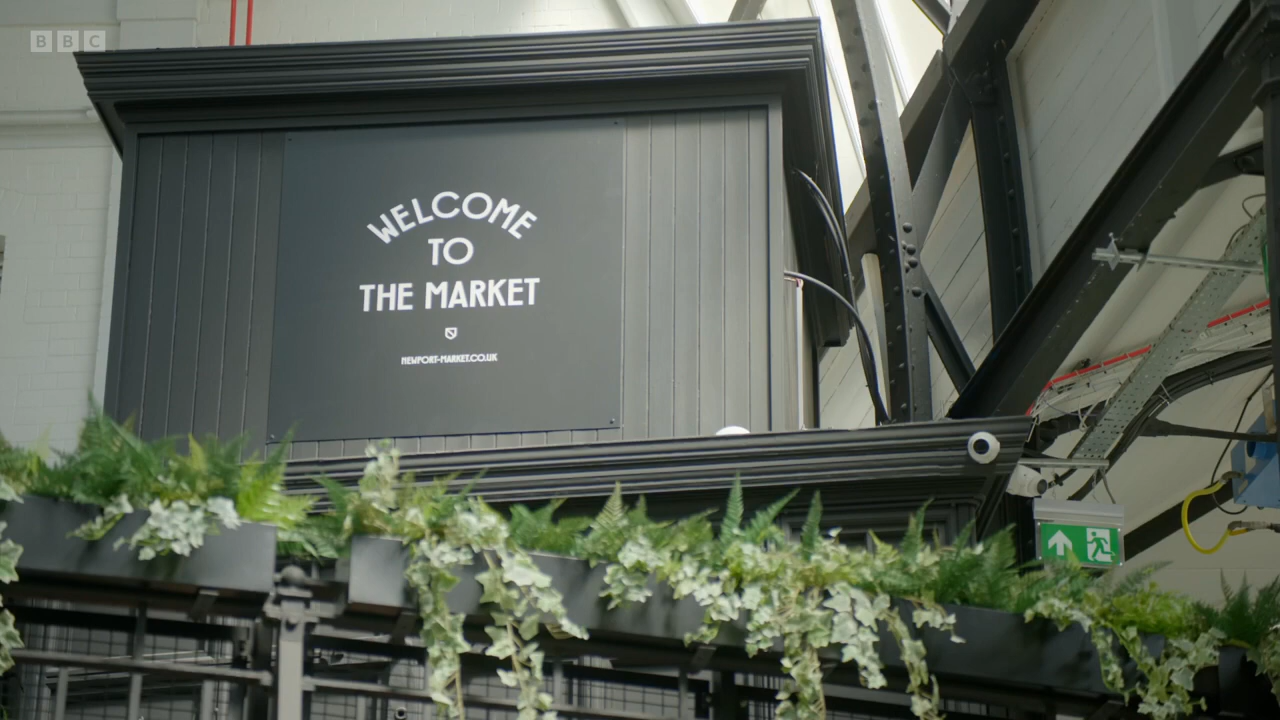 BBC
WELCOME
TO
THE MARKET
NEWPORT-MARKET.CO.UK